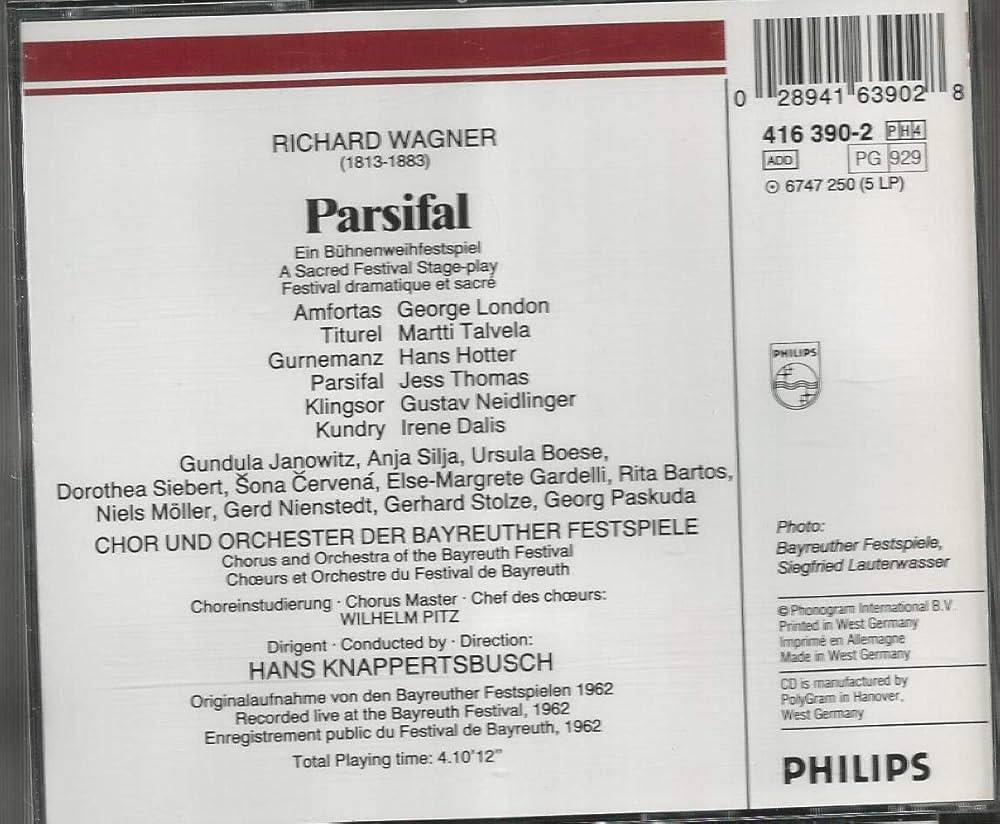 RICHARD WAGNER
(1813-1883)
Parsifal
Ein Bühnenweihfestspiel
A Sacred Festival Stage-play
Festival dramatique et sacré
Amfortas George London
Titurel Martti Talvela
Gurnemanz Hans Hotter
Parsifal Jess Thomas
Klingsor Gustav Neidlinger
Kundry Irene Dalis
Gundula Janowitz, Anja Silja, Ursula Boese,
Dorothea Siebert, Šona Červená, Else-Margrete Gardelli, Rita Bartos,
Niels Möller, Gerd Nienstedt, Gerhard Stolze, Georg Paskuda
CHOR UND ORCHESTER DER BAYREUTHER FESTSPIELE
Chorus and Orchestra of the Bayreuth Festival
Chœurs et Orchestre du Festival de Bayreuth
Choreinstudierung · Chorus Master · Chef des chœurs:
WILHELM PITZ
Dirigent · Conducted by · Direction:
HANS KNAPPERTSBUSCH
Originalaufnahme von den Bayreuther Festspielen 1962
Recorded live at the Bayreuth Festival, 1962
Enregistrement public du Festival de Bayreuth, 1962
Total Playing time: 4.10'12"
0 28941 63902 8
416 390-2 PH4
ADD PG 929
6747 250 (5 LP)
PHILIPS
Photo:
Bayreuther Festspiele,
Siegfried Lauterwasser
℗ Phonogram International B.V.
Printed in West Germany
Imprimé en Allemagne
Made in West Germany
CD is manufactured by
PolyGram in Hanover,
West Germany
PHILIPS